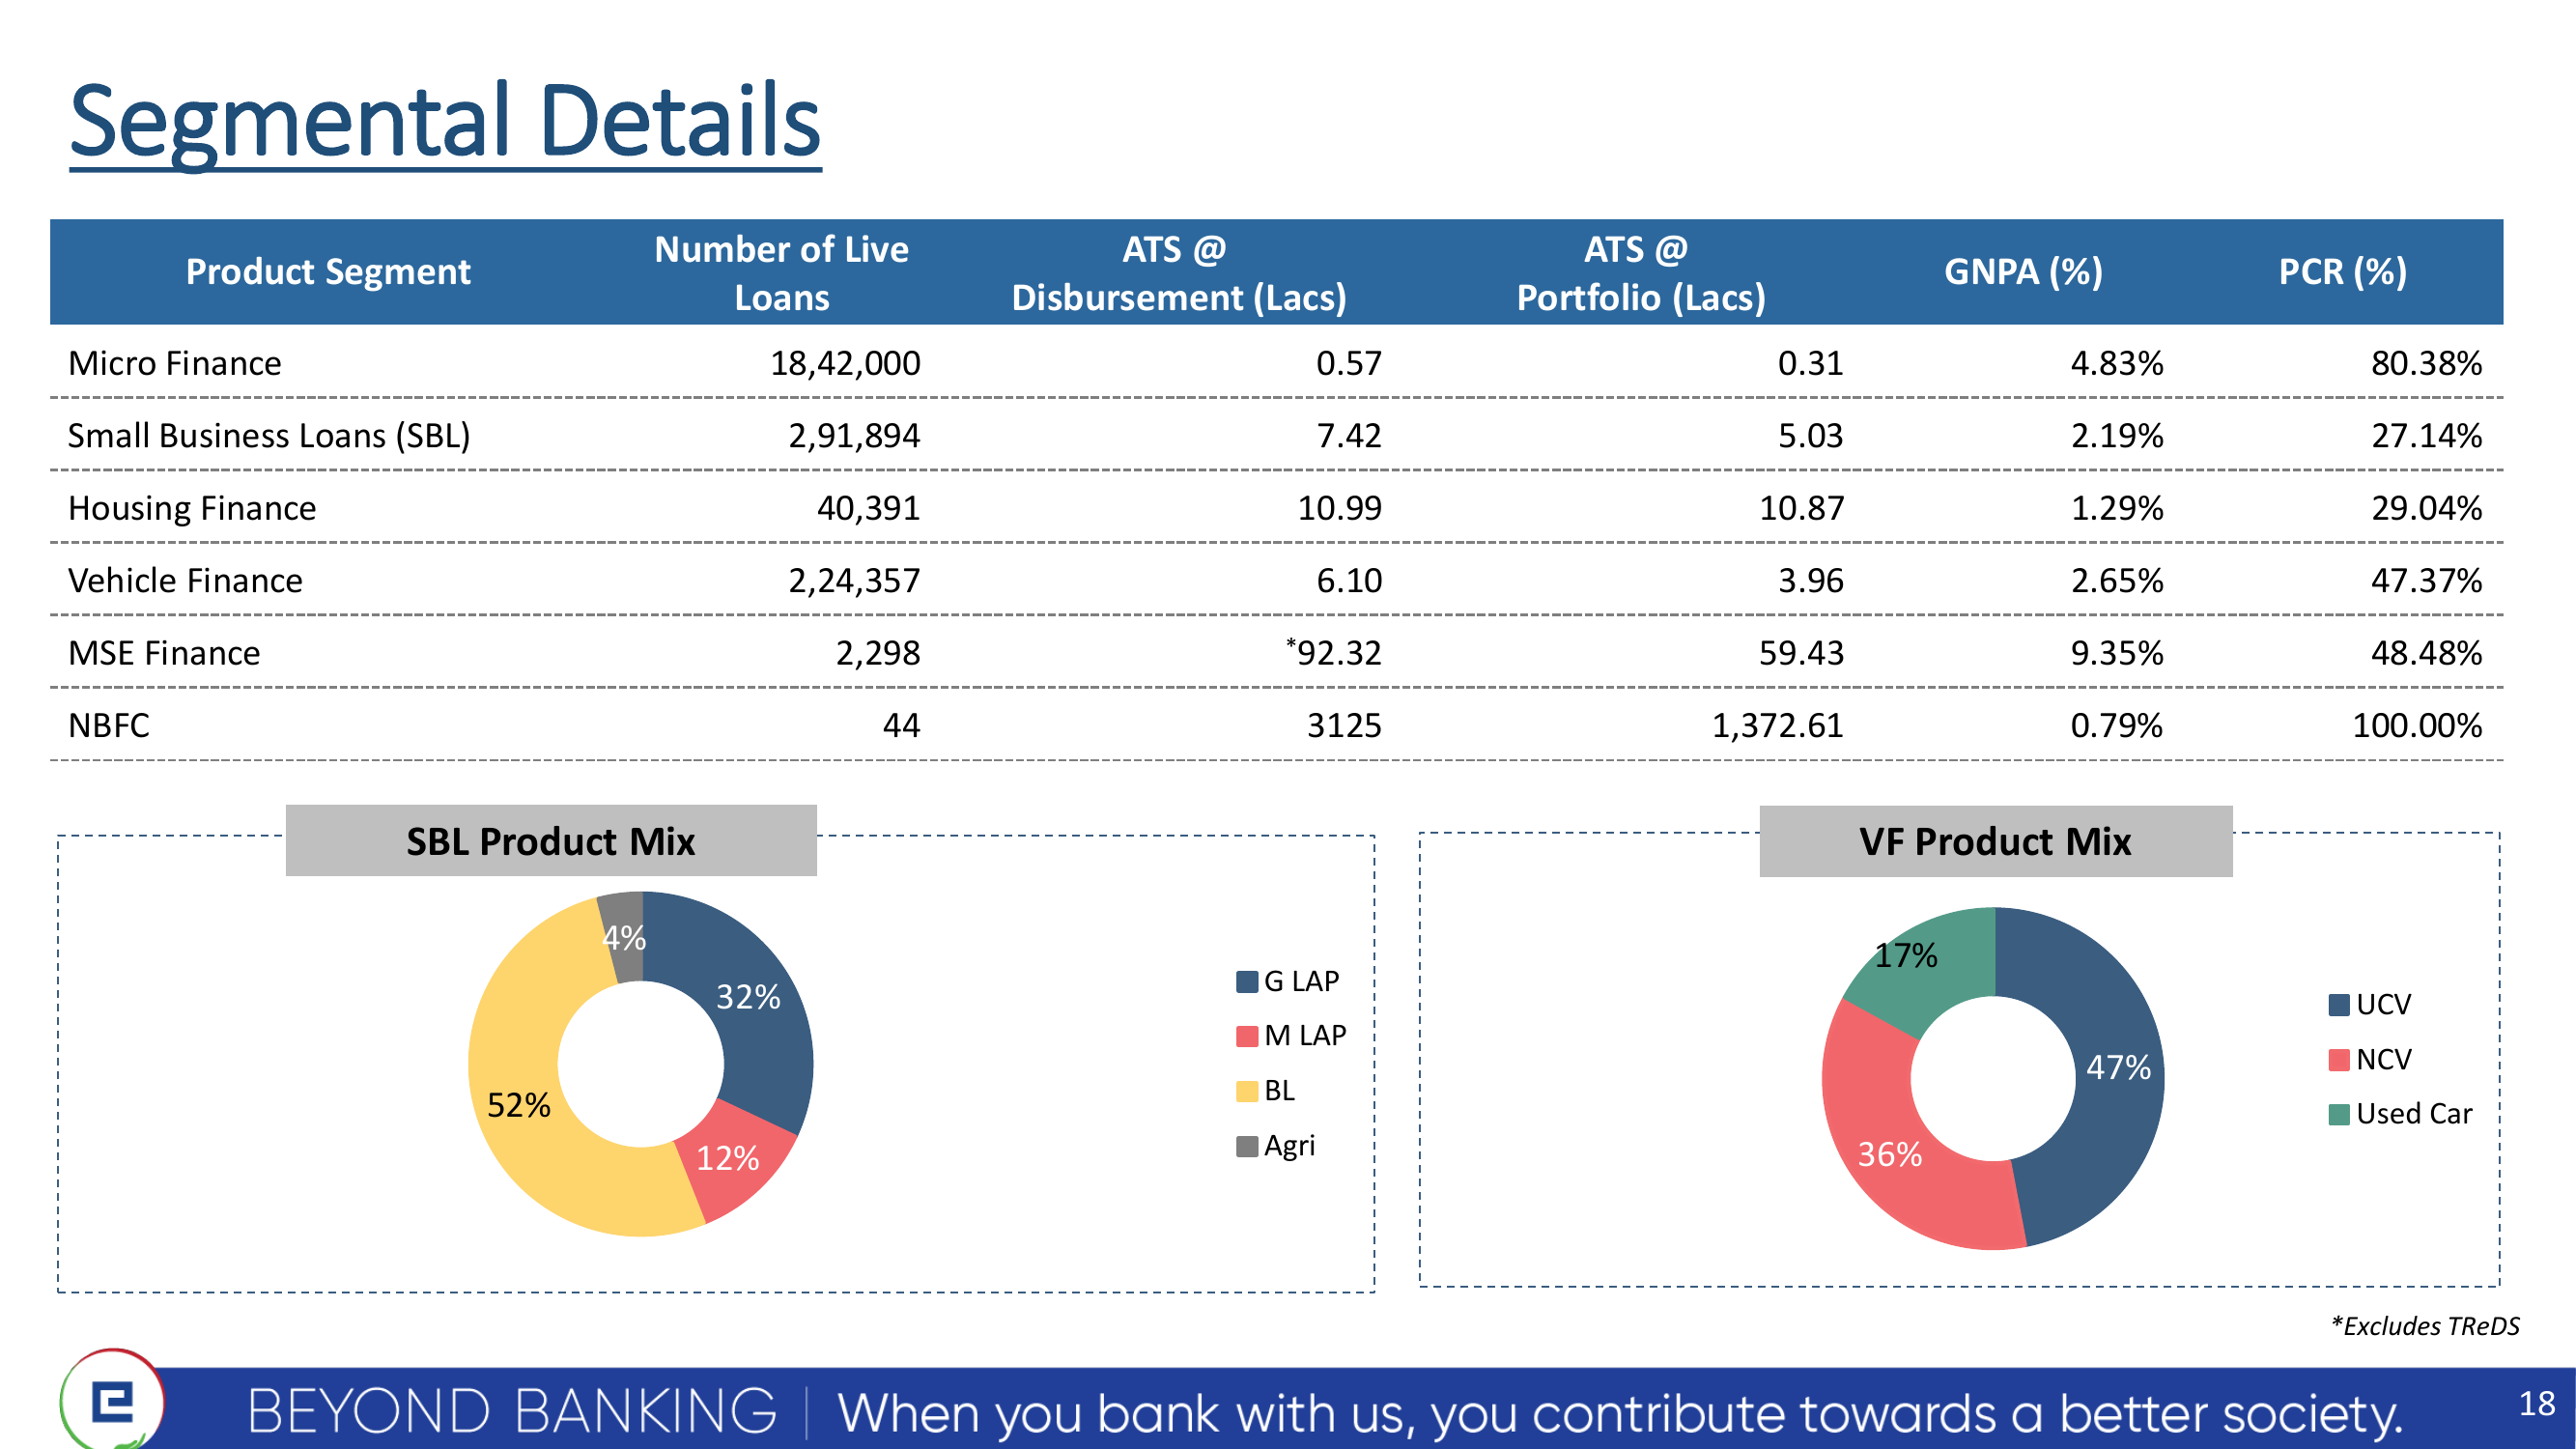 Segmental Details
Product Segment Number of Live Loans ATS @ Disbursement (Lacs) ATS @ Portfolio (Lacs) GNPA (%) PCR (%)
Micro Finance 18,42,000 0.57 0.31 4.83% 80.38%
Small Business Loans (SBL) 2,91,894 7.42 5.03 2.19% 27.14%
Housing Finance 40,391 10.99 10.87 1.29% 29.04%
Vehicle Finance 2,24,357 6.10 3.96 2.65% 47.37%
MSE Finance 2,298 *92.32 59.43 9.35% 48.48%
NBFC 44 3125 1,372.61 0.79% 100.00%
SBL Product Mix
4%
32%
52%
12%
G LAP
M LAP
BL
Agri
VF Product Mix
17%
47%
36%
UCV
NCV
Used Car
*Excludes TReDS
BEYOND BANKING | When you bank with us, you contribute towards a better society.
18